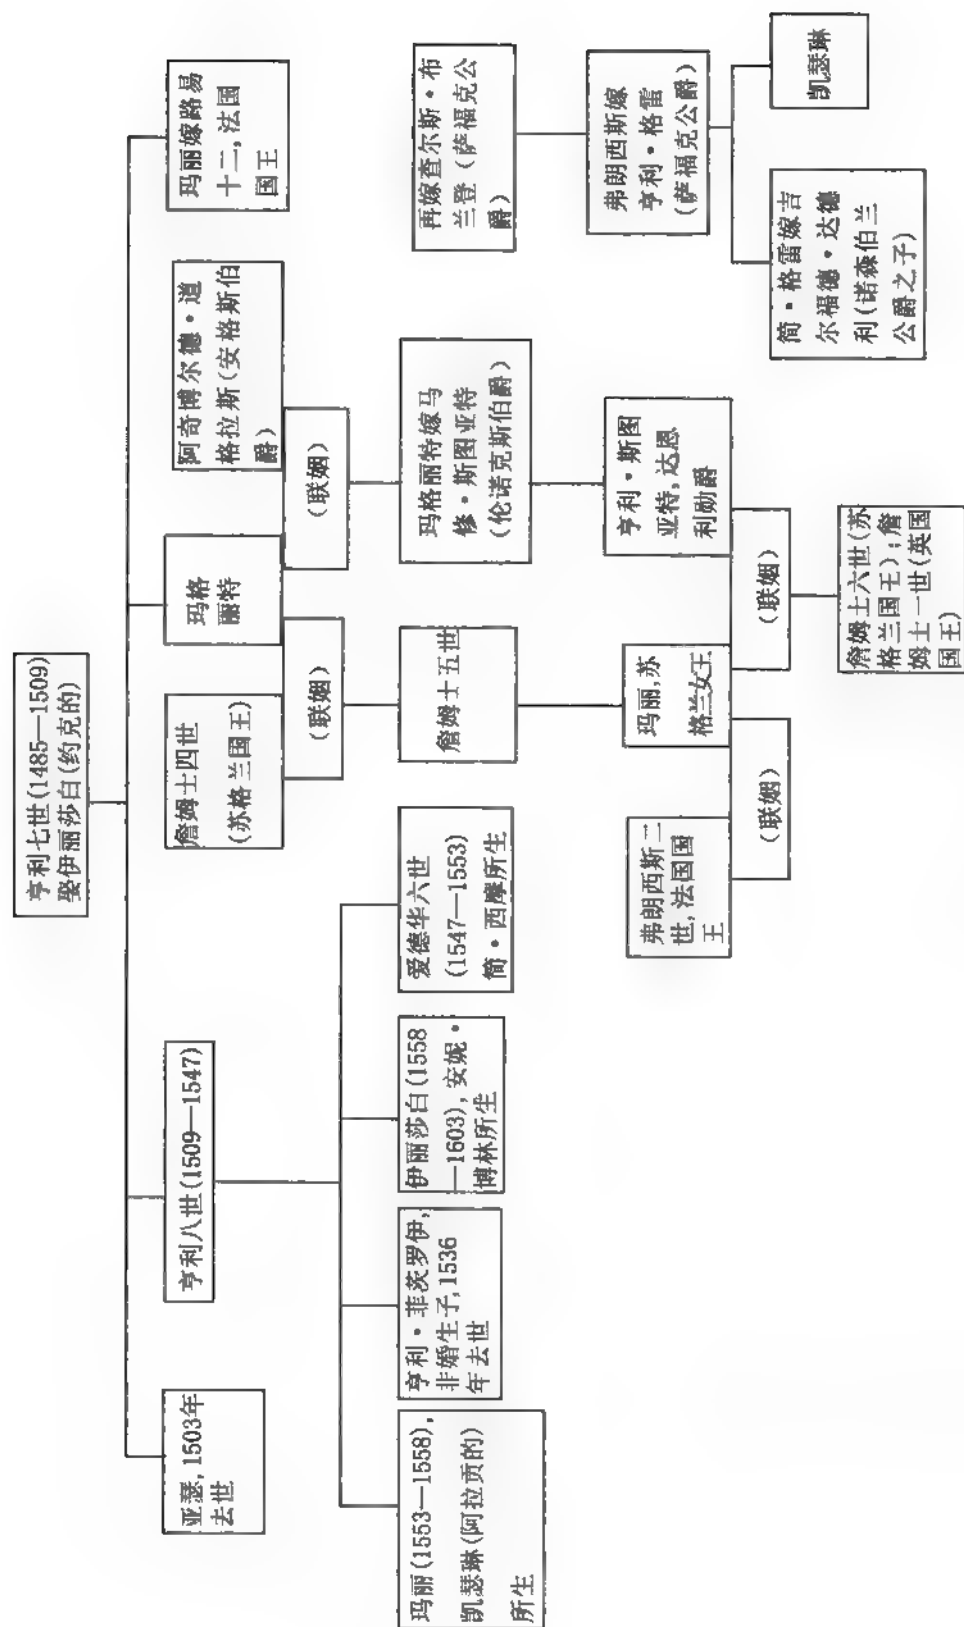 亨利七世(1485—1509)
娶伊丽莎白(约克的)
亚瑟,1503年
去世
亨利八世(1509—1547)
詹姆士四世
(苏格兰国王)
玛格
丽特
阿奇博尔德·道
格拉斯(安格斯伯
爵)
玛丽嫁路易
十二,法国
国王
(联姻)
(联姻)
玛丽(1553—1558),
凯瑟琳(阿拉贡的)
所生
亨利·菲茨罗伊,
非婚生子,1536
年去世
伊丽莎白(1558
—1603),安妮·
博林所生
爱德华六世
(1547—1553)
简·西摩所生
詹姆士五世
玛格丽特嫁马
修·斯图亚特
(伦诺克斯伯爵)
再嫁查尔斯·布
兰登(萨福克公
爵)
弗朗西斯二
世,法国国
王
玛丽,苏
格兰女王
亨利·斯图
亚特,达恩
利勋爵
弗朗西斯嫁
亨利·格雷
(萨福克公爵)
(联姻)
(联姻)
詹姆士六世(苏
格兰国王);詹
姆士一世(英国
国王)
简·格雷嫁吉
尔福德·达德
利(诺森伯兰
公爵之子)
凯瑟琳